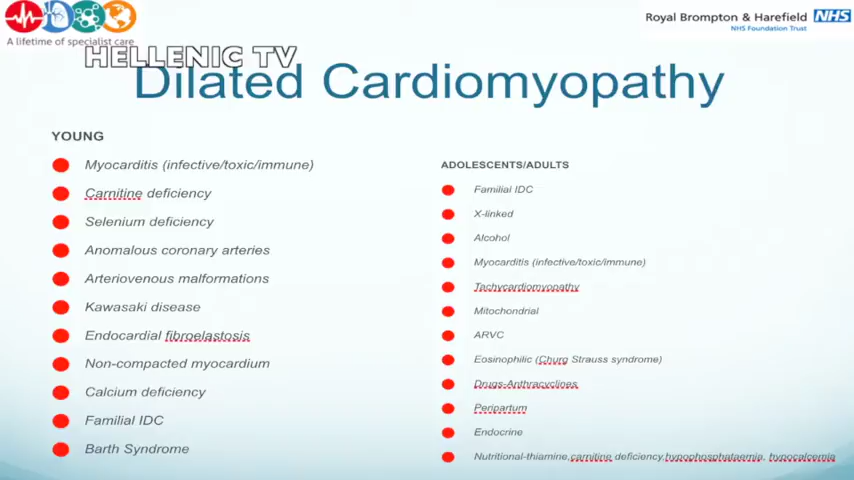 A lifetime of specialist care
Royal Brompton & Harefield NHS
NHS Foundation Trust
HELLENIC TV
Dilated Cardiomyopathy
YOUNG
Myocarditis (infective/toxic/immune)
Carnitine deficiency
Selenium deficiency
Anomalous coronary arteries
Arteriovenous malformations
Kawasaki disease
Endocardial fibroelastosis
Non-compacted myocardium
Calcium deficiency
Familial IDC
Barth Syndrome
ADOLESCENTS/ADULTS
Familial IDC
X-linked
Alcohol
Myocarditis (infective/toxic/immune)
Tachycardiomyopathy
Mitochondrial
ARVC
Eosinophilic (Churg Strauss syndrome)
Drugs-Anthracyclines
Peripartum
Endocrine
Nutritional-thiamine,carnitine deficiency,hypophosphataemia, hypocalcemia